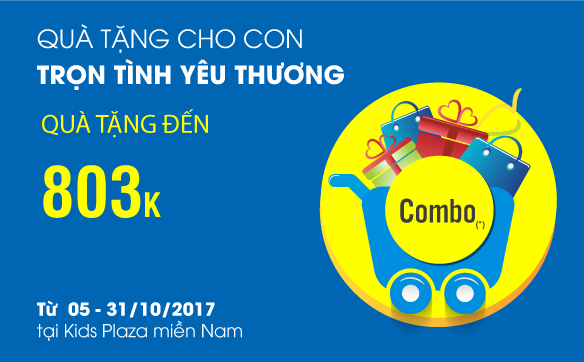 QUÀ TẶNG CHO CON
TRỌN TÌNH YÊU THƯƠNG
QUÀ TẶNG ĐẾN
803K
Combo(*)
Từ 05 - 31/10/2017
tại Kids Plaza miền Nam